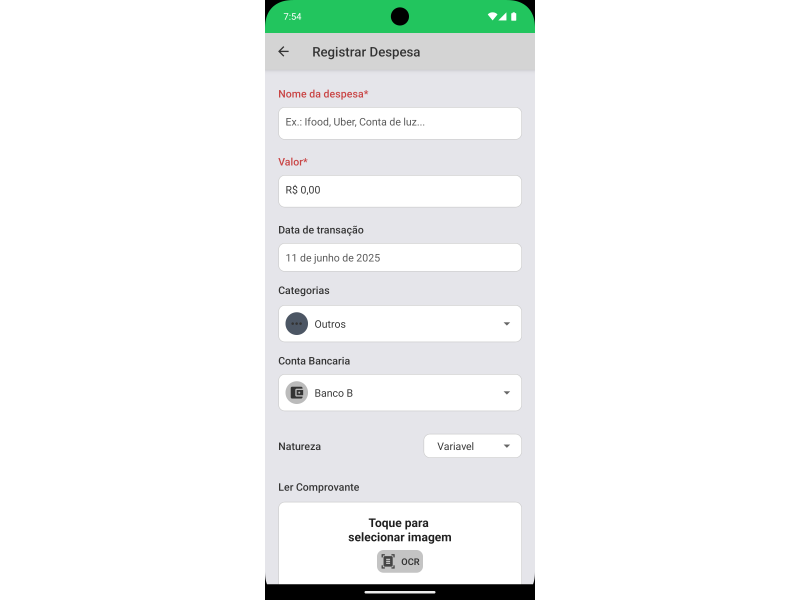 7:54
Registrar Despesa
Nome da despesa*
Ex.: Ifood, Uber, Conta de luz...
Valor*
R$ 0,00
Data de transação
11 de junho de 2025
Categorias
Outros
Conta Bancaria
Banco B
Natureza
Variavel
Ler Comprovante
Toque para
selecionar imagem
OCR